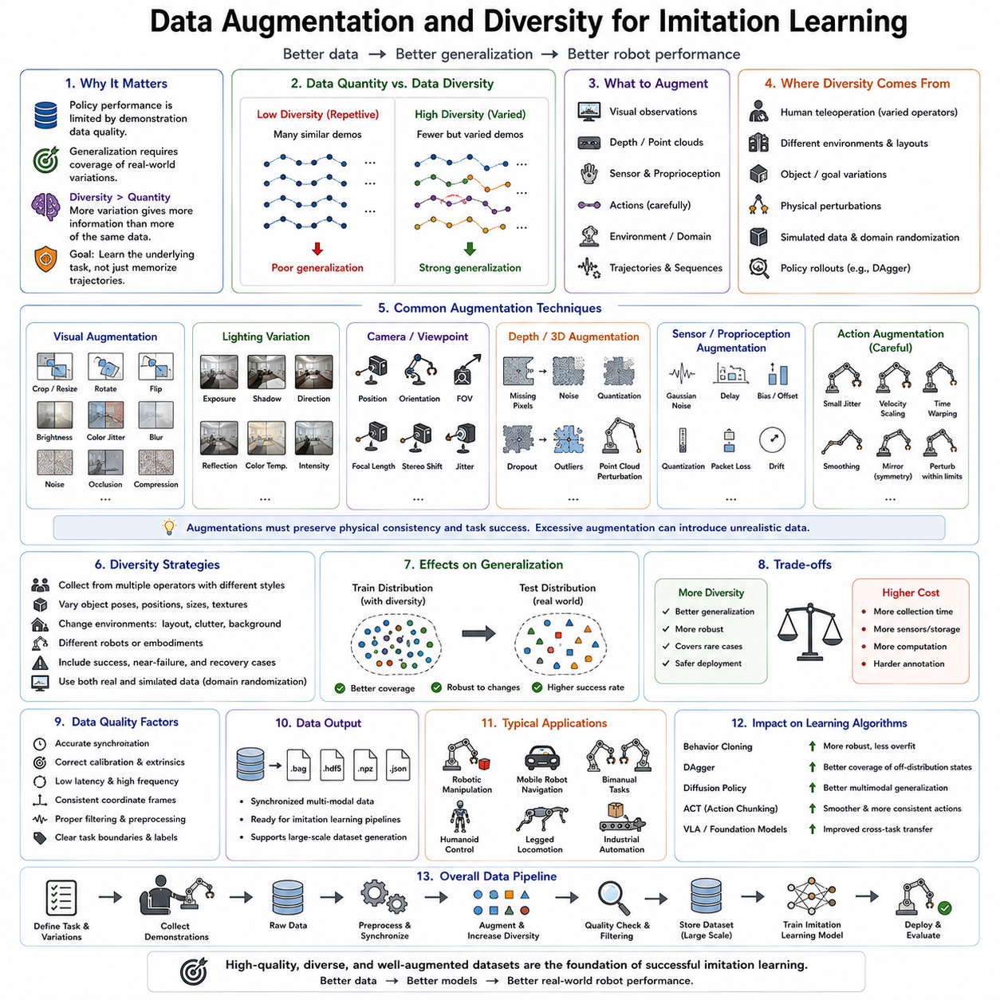 Data Augmentation and Diversity for Imitation Learning
Better data → Better generalization → Better robot performance
1. Why It Matters
Policy performance is
limited by demonstration
data quality.
Generalization requires
coverage of real-world
variations.
Diversity > Quantity
More variation gives more
information than more
of the same data.
Goal: Learn the underlying
task, not just memorize
trajectories.
2. Data Quantity vs. Data Diversity
Low Diversity (Repettive)
Many similar demos
...
...
...
Poor generalization
High Diversity (Varied)
Fewer but varied demos
...
...
...
Strong generalization
3. What to Augment
Visual observations
Depth / Point clouds
Sensor & Proprioception
Actions (carefully)
Environment / Domain
Trajectories & Sequences
4. Where Diversity Comes From
Human teleoperation (varied operators)
Different environments & layouts
Object / goal variations
Physical perturbations
Simulated data & domain randomization
Policy rollouts (e.g., DAgger)
5. Common Augmentation Techniques
Visual Augmentation
Crop / Resize
Rotate
Flip
Brightness
Color Jitter
Blur
Noise
Occlusion
Compression
...
Lighting Variation
Exposure
Shadow
Direction
Reflection
Color Temp.
Intensity
...
Camera / Viewpoint
Position
Orientation
FOV
Focal Length
Stereo Shift
Jitter
...
Depth / 3D Augmentation
Missing
Pixels
Noise
Quantization
Dropout
Outliers
Point Cloud
Perturbation
...
Sensor / Proprioception
Augmentation
Gaussian
Noise
Delay
Bias / Offset
Quantization
Packet Loss
Drift
...
Action Augmentation
(Careful)
Small Jitter
Velocity
Scaling
Time
Warping
Smoothing
Mirror
(symmetry)
Perturb
within limits
...
Augmentations must preserve physical consistency and task success. Excessive augmentation can introduce unrealistic data.
6. Diversity Strategies
Collect from multiple operators with different styles
Vary object poses, positions, sizes, textures
Change environments: layout, clutter, background
Different robots or embodiments
Include success, near-failure, and recovery cases
Use both real and simulated data (domain randomization)
7. Effects on Generalization
Train Distribution
(with diversity)
Test Distribution
(real world)
Better coverage
Robust to changes
Higher success rate
8. Trade-offs
More Diversity
✓ Better generalization
✓ More robust
✓ Covers rare cases
✓ Safer deployment
Higher Cost
• More collection time
• More sensors/storage
• More computation
• Harder annotation
9. Data Quality Factors
Accurate synchronization
Correct calibration & extrinsics
Low latency & high frequency
Consistent coordinate frames
Proper filtering & preprocessing
Clear task boundaries & labels
10. Data Output
.bag
.hdf5
.npz
.json
• Synchronized multi-modal data
• Ready for imitation learning pipelines
• Supports large-scale dataset generation
11. Typical Applications
Robotic
Manipulation
Mobile Robot
Navigation
Bimanual
Tasks
Humanoid
Control
Legged
Locomotion
Industrial
Automation
12. Impact on Learning Algorithms
Behavior Cloning ↑ More robust, less overfit
DAgger ↑ Better coverage of off-distribution states
Diffusion Policy ↑ Better multimodal generalization
ACT (Action Chunking) ↑ Smoother & more consistent actions
VLA / Foundation Models ↑ Improved cross-task transfer
13. Overall Data Pipeline
Define Task &
Variations
Collect
Demonstrations
Raw Data
Preprocess &
Synchronize
Augment &
Increase Diversity
Quality Check &
Filtering
Store Dataset
(Large Scale)
Train Imitation
Learning Model
Deploy &
Evaluate
High-quality, diverse, and well-augmented datasets are the foundation of successful imitation learning.
Better data → Better models → Better real-world robot performance.